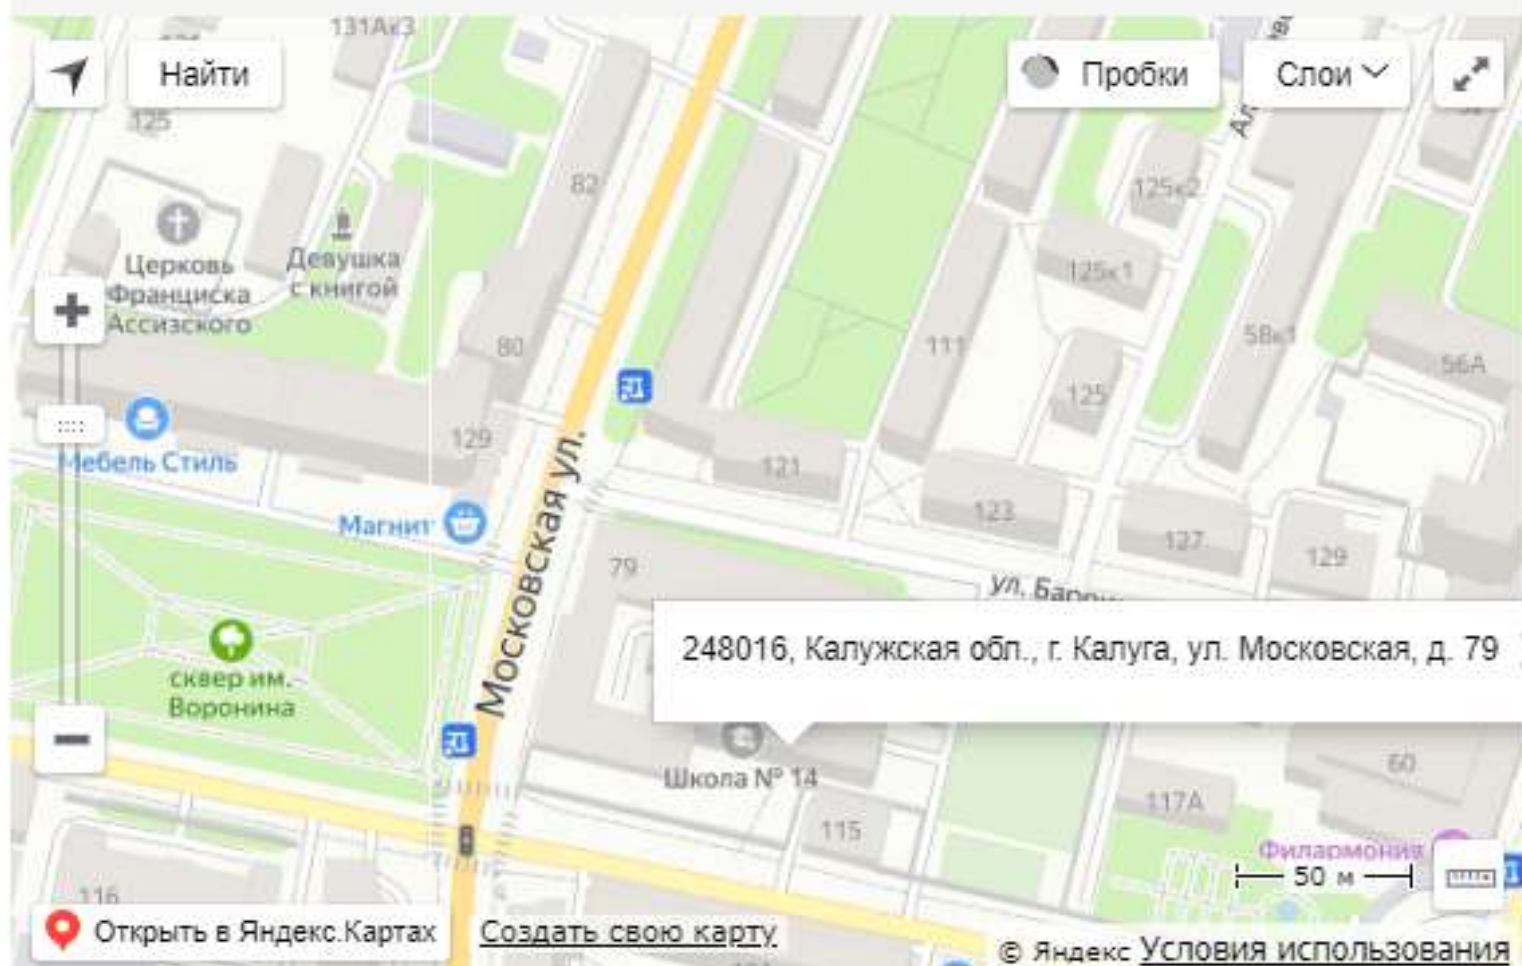 131Ак3
Найти
Пробки
Слои
125
82
125к2
Церковь
Франциска
Ассизского
Девушка
с книгой
125к1
80
111
58к1
56А
125
129
121
Мебель Стиль
Магнит
123
127
129
79
Московская ул.
ул.
248016, Калужская обл., г. Калуга, ул. Московская, д. 79
сквер им.
Воронина
Школа № 14
60
117А
115
Филармония
50 м
116
Открыть в Яндекс.Картах
Создать свою карту
© Яндекс Условия использования